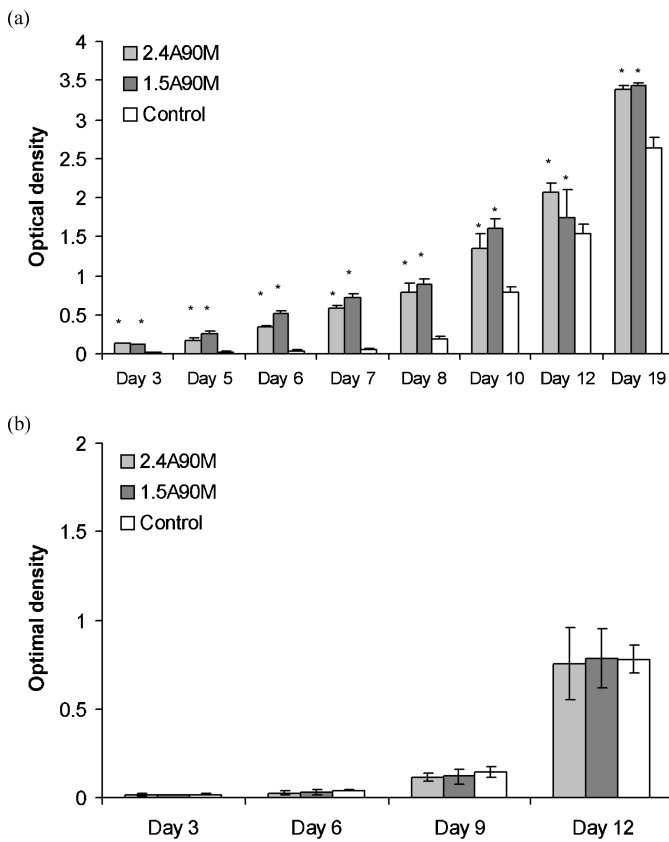 (a)
4
3.5
3
2.5
2
1.5
1
0.5
0
Optical density
2.4A90M
1.5A90M
Control
* * * * * * * * * * * * * * * *
Day 3 Day 5 Day 6 Day 7 Day 8 Day 10 Day 12 Day 19
(b)
2
1.5
1
0.5
0
Optimal density
2.4A90M
1.5A90M
Control
Day 3 Day 6 Day 9 Day 12